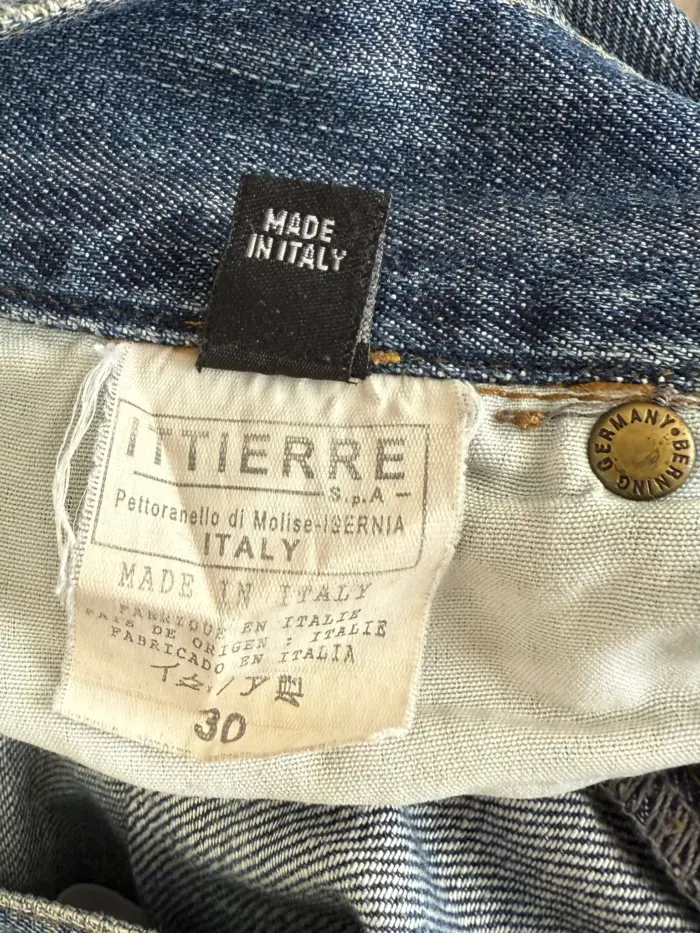 MADE
IN ITALY
ITTIERRE
S.p.A
Pettoranello di Molise-ISERNIA
ITALY
MADE IN ITALY
FABRIQUE EN ITALIE
PAIS DE ORIGEN : ITALIE
FABRICADO EN ITALIA
イタリア製
30
GERMANY • BERNING